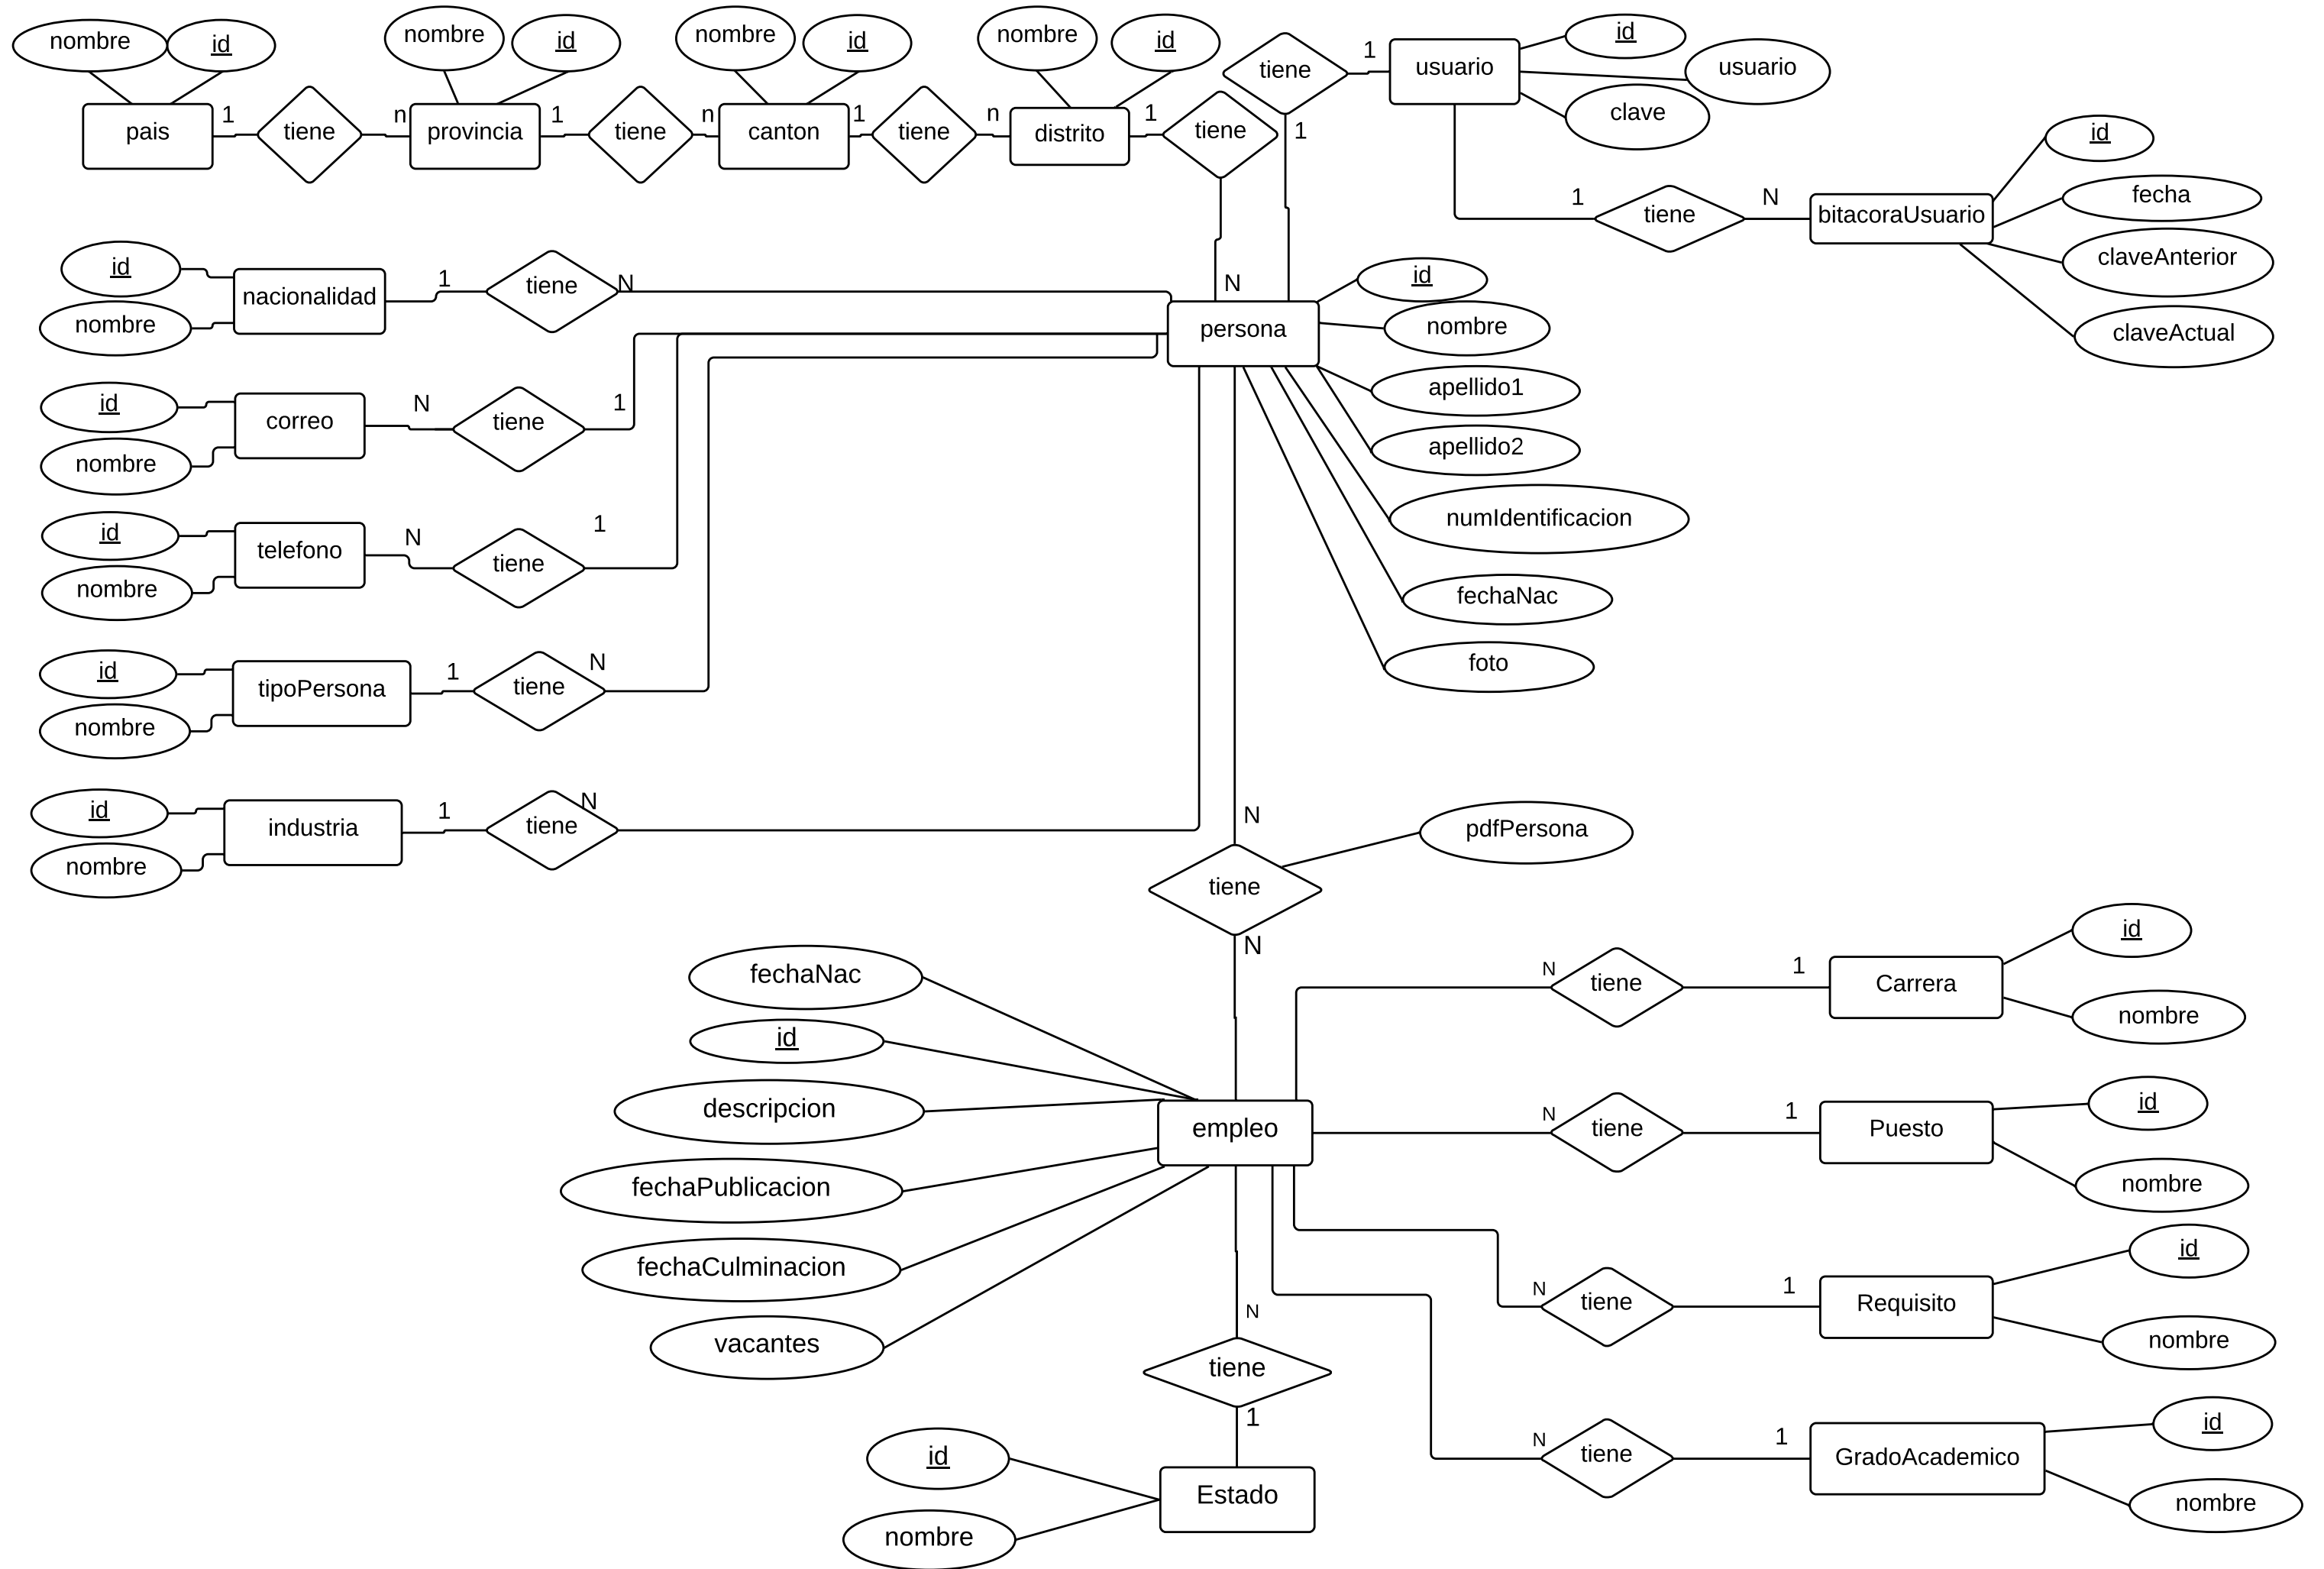 nombre
id
nombre
id
nombre
id
nombre
id
pais
1
tiene
n
provincia
1
tiene
n
canton
1
tiene
n
distrito
1
tiene
N
tiene
1
1
usuario
id
usuario
clave
1
tiene
N
bitacoraUsuario
id
fecha
claveAnterior
claveActual
id
nombre
nacionalidad
1
tiene
N
persona
id
nombre
apellido1
apellido2
numIdentificacion
fechaNac
foto
id
nombre
correo
N
tiene
1
id
nombre
telefono
N
tiene
1
id
nombre
tipoPersona
1
tiene
N
id
nombre
industria
1
tiene
N
N
tiene
pdfPersona
N
fechaNac
id
descripcion
fechaPublicacion
fechaCulminacion
vacantes
empleo
N
tiene
1
Carrera
id
nombre
N
tiene
1
Puesto
id
nombre
N
tiene
1
Requisito
id
nombre
N
tiene
1
GradoAcademico
id
nombre
N
tiene
1
Estado
id
nombre